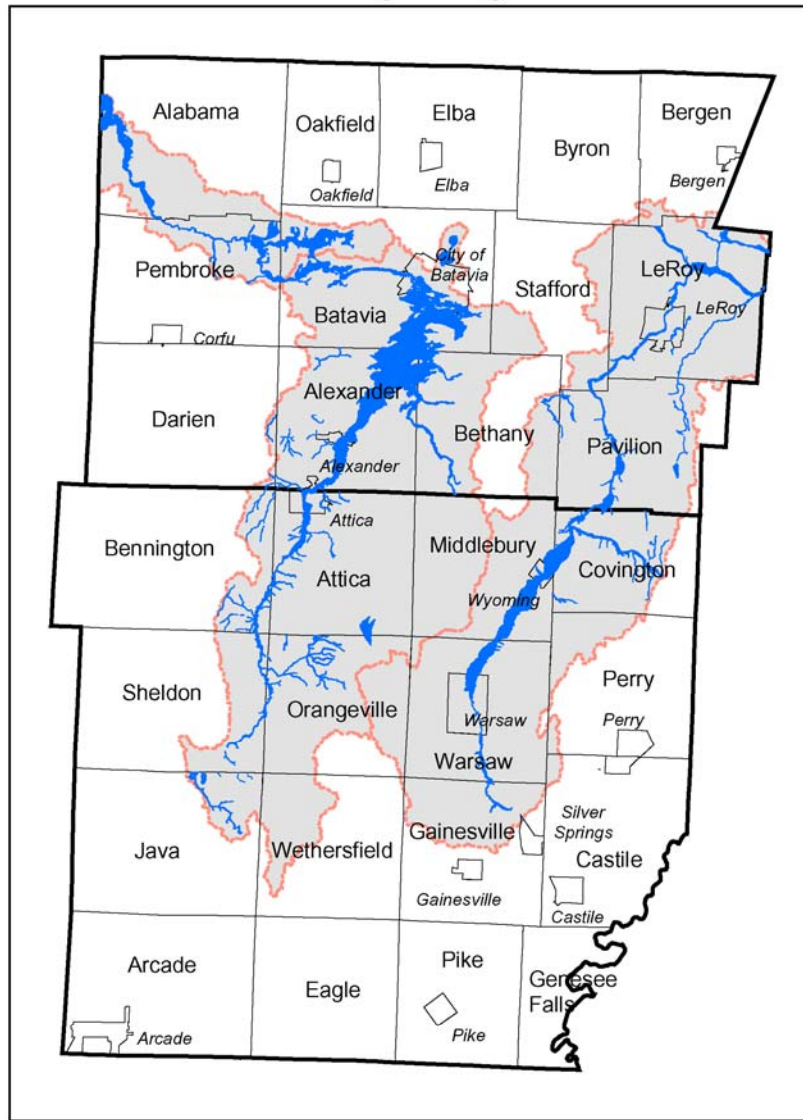 Alabama
Oakfield
Elba
Byron
Bergen
Oakfield
Elba
Bergen
Pembroke
City of
Batavia
Stafford
LeRoy
LeRoy
Batavia
Corfu
Alexander
Darien
Bethany
Pavilion
Alexander
Attica
Bennington
Middlebury
Attica
Covington
Wyoming
Sheldon
Orangeville
Perry
Warsaw
Perry
Warsaw
Silver
Springs
Java
Wethersfield
Gainesville
Castile
Gainesville
Castile
Arcade
Eagle
Pike
Genesee
Falls
Arcade
Pike